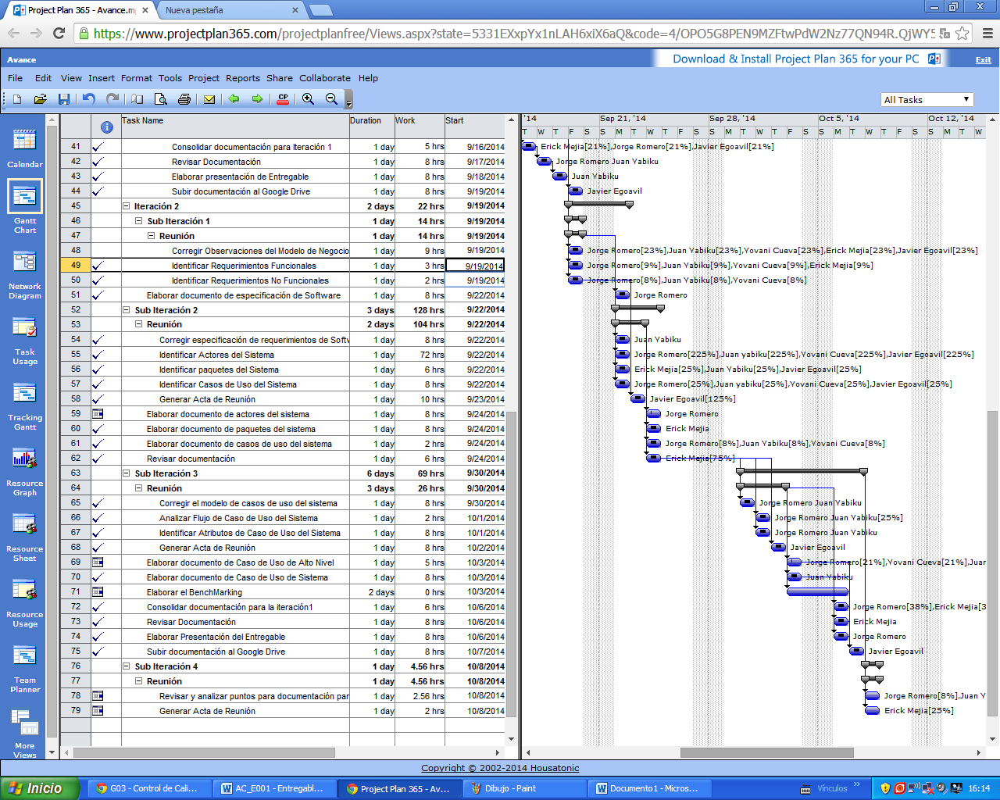 Project Plan 365 - Avance.m
Nueva pestaña
https://www.projectplan365.com/projectplanfree/Views.aspx?state=5331EXxpYx1nLAH6xiX6aQ&code=4/OPO5G8PEN9MZFtwPdW2Nz77QN94R.QjWY5
Avance
Download & Install Project Plan 365 for your PC
Exit
File Edit View Insert Format Tools Project Reports Share Collaborate Help
CP
All Tasks
Task Name Duration Work Start
'14 Sep 21, '14 Sep 28, '14 Oct 5, '14 Oct 12, '14
T W T F S S M T W T F S S M T W T F S S M T W T F S S M T W
41 Consolidar documentación para Iteración 1 1 day 5 hrs 9/16/2014 Erick Mejia[21%],Jorge Romero[21%],Javier Egoavil[21%]
42 Revisar Documentación 1 day 8 hrs 9/17/2014 Jorge Romero Juan Yabiku
43 Elaborar presentación de Entregable 1 day 8 hrs 9/18/2014 Juan Yabiku
44 Subir documentación al Google Drive 1 day 8 hrs 9/19/2014 Javier Egoavil
45 Iteración 2 2 days 22 hrs 9/19/2014
46 Sub Iteración 1 1 day 14 hrs 9/19/2014
47 Reunión 1 day 14 hrs 9/19/2014
48 Corregir Observaciones del Modelo de Negocio 1 day 9 hrs 9/19/2014 Jorge Romero[23%],Juan Yabiku[23%],Yovani Cueva[23%],Erick Mejia[23%],Javier Egoavil[23%]
49 Identificar Requerimientos Funcionales 1 day 3 hrs 9/19/2014 Jorge Romero[9%],Juan Yabiku[9%],Yovani Cueva[9%],Erick Mejia[9%]
50 Identificar Requerimientos No Funcionales 1 day 2 hrs 9/19/2014 Jorge Romero[8%],Juan Yabiku[8%],Yovani Cueva[8%]
51 Elaborar documento de especificación de Software 1 day 8 hrs 9/22/2014 Jorge Romero
52 Sub Iteración 2 3 days 128 hrs 9/22/2014
53 Reunión 2 days 104 hrs 9/22/2014
54 Corregir especificación de requerimientos de Softv 1 day 8 hrs 9/22/2014 Juan Yabiku
55 Identificar Actores del Sistema 1 day 72 hrs 9/22/2014 Jorge Romero[225%],Juan yabiku[225%],Yovani Cueva[225%],Javier Egoavil[225%]
56 Identificar paquetes del Sistema 1 day 6 hrs 9/22/2014 Erick Mejia[25%],Juan Yabiku[25%],Javier Egoavil[25%]
57 Identificar Casos de Uso del Sistema 1 day 8 hrs 9/22/2014 Jorge Romero[25%],Juan yabiku[25%],Yovani Cueva[25%],Javier Egoavil[25%]
58 Generar Acta de Reunión 1 day 10 hrs 9/23/2014 Javier Egoavil[125%]
59 Elaborar documento de actores del sistema 1 day 8 hrs 9/24/2014 Jorge Romero
60 Elaborar documento de paquetes del sistema 1 day 8 hrs 9/24/2014 Erick Mejia
61 Elaborar documento de casos de uso del sistema 1 day 2 hrs 9/24/2014 Jorge Romero[8%],Juan Yabiku[8%],Yovani Cueva[8%]
62 Revisar documentación 1 day 6 hrs 9/24/2014 Erick Mejia[75%]
63 Sub Iteración 3 6 days 69 hrs 9/30/2014
64 Reunión 3 days 26 hrs 9/30/2014
65 Corregir el modelo de casos de uso del sistema 1 day 8 hrs 9/30/2014 Jorge Romero Juan Yabiku
66 Analizar Flujo de Caso de Uso del Sistema 1 day 2 hrs 10/1/2014 Jorge Romero Juan Yabiku[25%]
67 Identificar Atributos de Caso de Uso del Sistema 1 day 8 hrs 10/1/2014 Jorge Romero Juan Yabiku
68 Generar Acta de Reunión 1 day 8 hrs 10/2/2014 Javier Egoavil
69 Elaborar documento de Caso de Uso de Alto Nivel 1 day 5 hrs 10/3/2014 Jorge Romero[21%],Yovani Cueva[21%],Juan
70 Elaborar documento de Caso de Uso de Sistema 1 day 8 hrs 10/3/2014 Juan Yabiku
71 Elaborar el BenchMarking 2 days 0 hrs 10/3/2014
72 Consolidar documentación para la iteración1 1 day 6 hrs 10/6/2014 Jorge Romero[38%],Erick Mejia[3
73 Revisar Documentación 1 day 8 hrs 10/6/2014 Erick Mejia
74 Elaborar Presentación del Entregable 1 day 8 hrs 10/6/2014 Jorge Romero
75 Subir documentación al Google Drive 1 day 8 hrs 10/7/2014 Javier Egoavil
76 Sub Iteración 4 1 day 4.56 hrs 10/8/2014
77 Reunión 1 day 4.56 hrs 10/8/2014
78 Revisar y analizar puntos para documentación par 1 day 2.56 hrs 10/8/2014 Jorge Romero[8%],Juan Y
79 Generar Acta de Reunión 1 day 2 hrs 10/8/2014 Erick Mejia[25%]
Calendar
Gantt
Chart
Network
Diagram
Task
Usage
Tracking
Gantt
Resource
Graph
Resource
Sheet
Resource
Usage
Team
Planner
More
Views
Copyright © 2002-2014 Housatonic
Inicio G03 - Control de Cali... AC_E001 - Entregabl... Project Plan 365 - Av... Dibujo - Paint Documento1 - Micros... Vínculos » 16:14